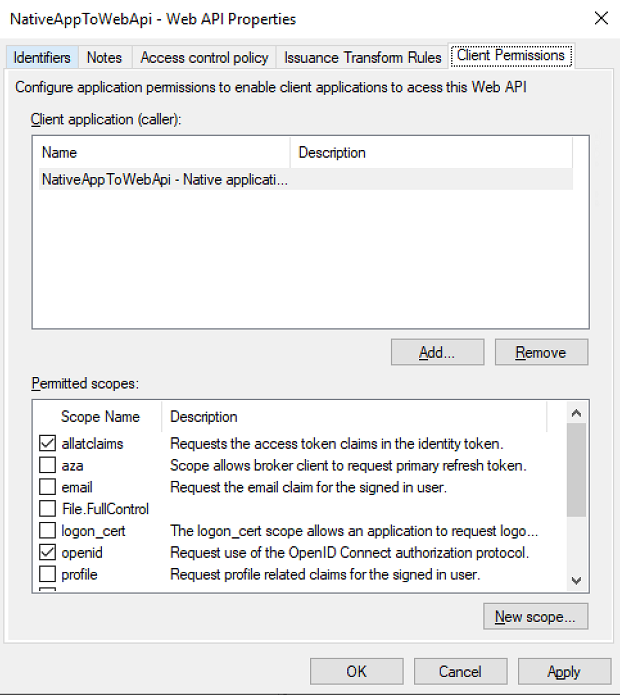 NativeAppToWebApi - Web API Properties
Identifiers Notes Access control policy Issuance Transform Rules Client Permissions
Configure application permissions to enable client applications to acess this Web API
Client application (caller):
Name Description
NativeAppToWebApi - Native applicati...
Add... Remove
Permitted scopes:
Scope Name Description
allatclaims Requests the access token claims in the identity token.
aza Scope allows broker client to request primary refresh token.
email Request the email claim for the signed in user.
File.FullControl
logon_cert The logon_cert scope allows an application to request logo...
openid Request use of the OpenID Connect authorization protocol.
profile Request profile related claims for the signed in user.
New scope...
OK Cancel Apply